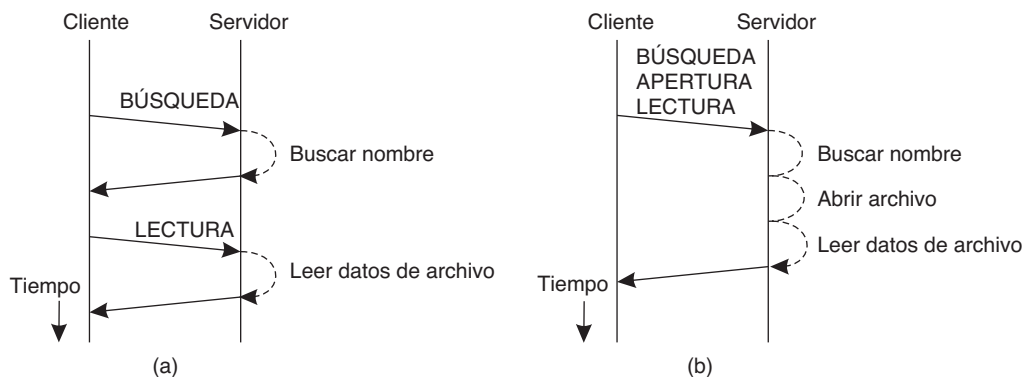 Cliente
Servidor
BÚSQUEDA
Buscar nombre
LECTURA
Leer datos de archivo
Tiempo
(a)
Cliente
Servidor
BÚSQUEDA
APERTURA
LECTURA
Buscar nombre
Abrir archivo
Leer datos de archivo
Tiempo
(b)